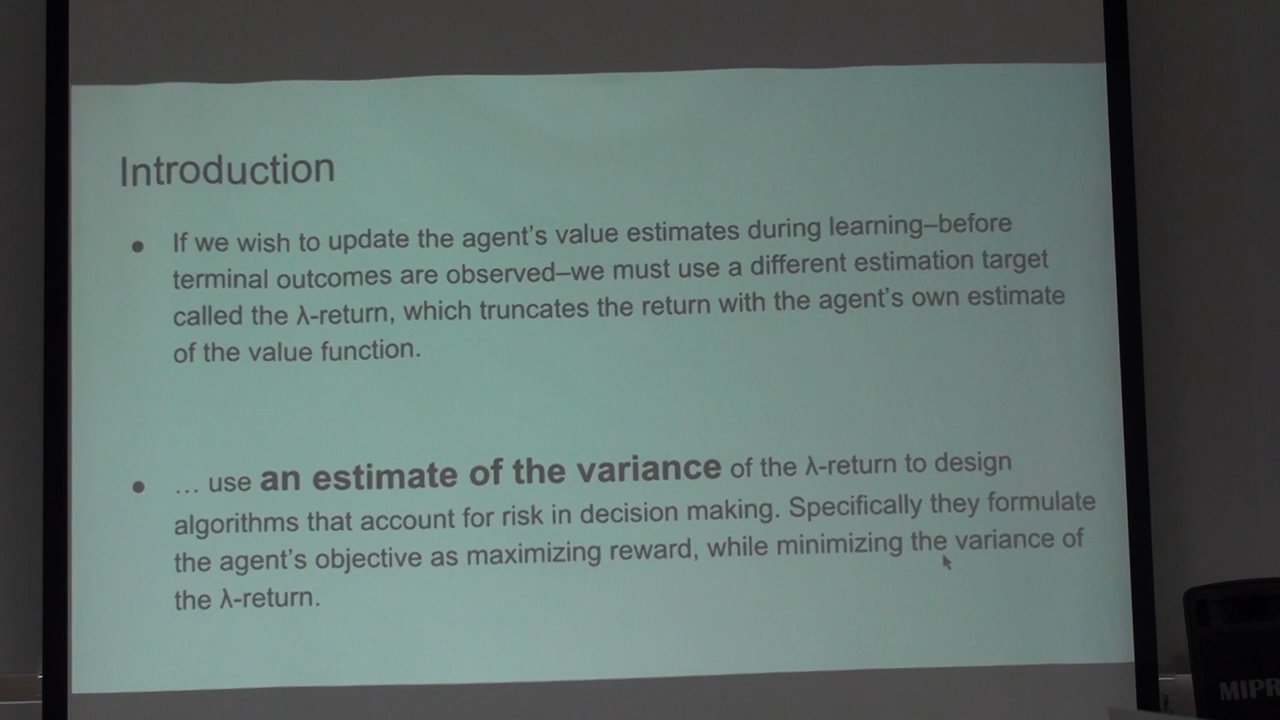 Introduction
● If we wish to update the agent's value estimates during learning–before
terminal outcomes are observed–we must use a different estimation target
called the λ-return, which truncates the return with the agent's own estimate
of the value function.
● … use an estimate of the variance of the λ-return to design
algorithms that account for risk in decision making. Specifically they formulate
the agent's objective as maximizing reward, while minimizing the variance of
the λ-return.
MIPR